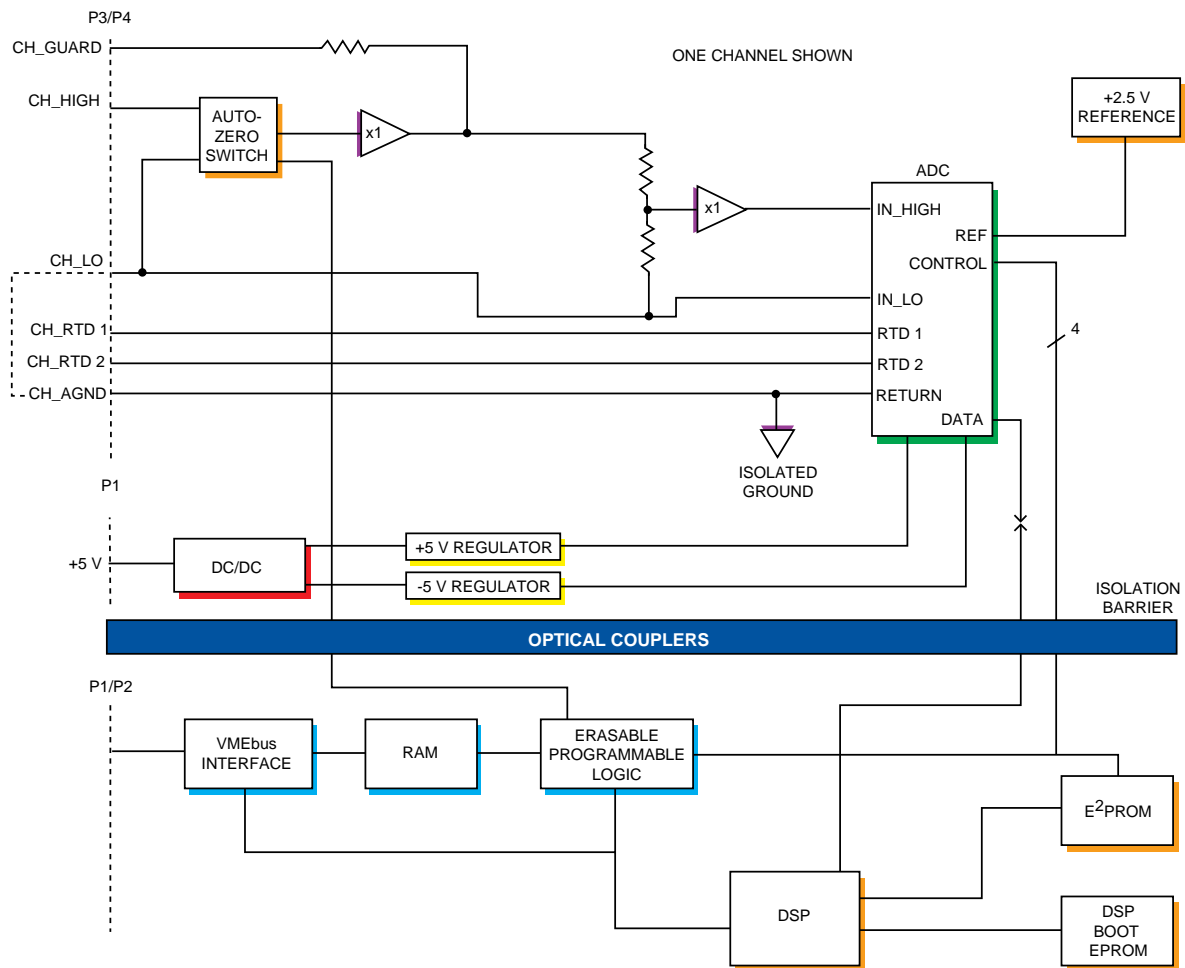 P3/P4
CH_GUARD
ONE CHANNEL SHOWN
CH_HIGH
AUTO-
ZERO
SWITCH
x1
+2.5 V
REFERENCE
ADC
x1
IN_HIGH
REF
CONTROL
CH_LO
IN_LO
CH_RTD 1
RTD 1
4
CH_RTD 2
RTD 2
CH_AGND
RETURN
DATA
ISOLATED
GROUND
P1
+5 V
DC/DC
+5 V REGULATOR
-5 V REGULATOR
ISOLATION
BARRIER
OPTICAL COUPLERS
P1/P2
VMEbus
INTERFACE
RAM
ERASABLE
PROGRAMMABLE
LOGIC
E²PROM
DSP
DSP
BOOT
EPROM